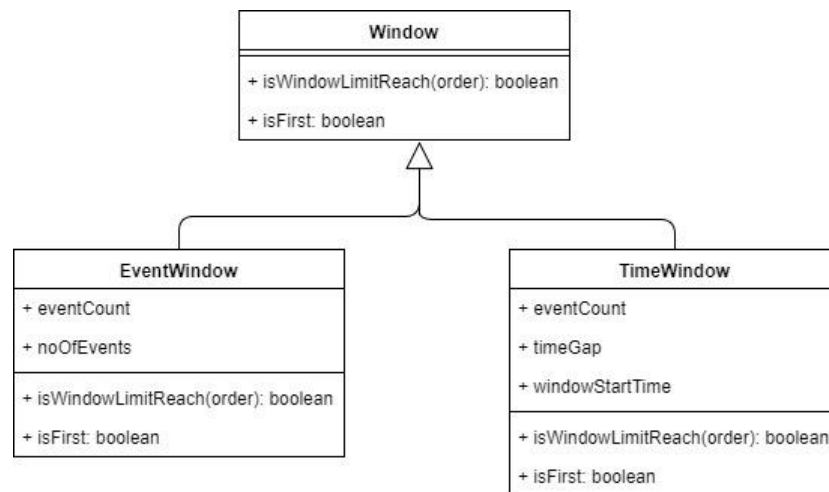 Window
+ isWindowLimitReach(order): boolean
+ isFirst: boolean
EventWindow
+ eventCount
+ noOfEvents
+ isWindowLimitReach(order): boolean
+ isFirst: boolean
TimeWindow
+ eventCount
+ timeGap
+ windowStartTime
+ isWindowLimitReach(order): boolean
+ isFirst: boolean